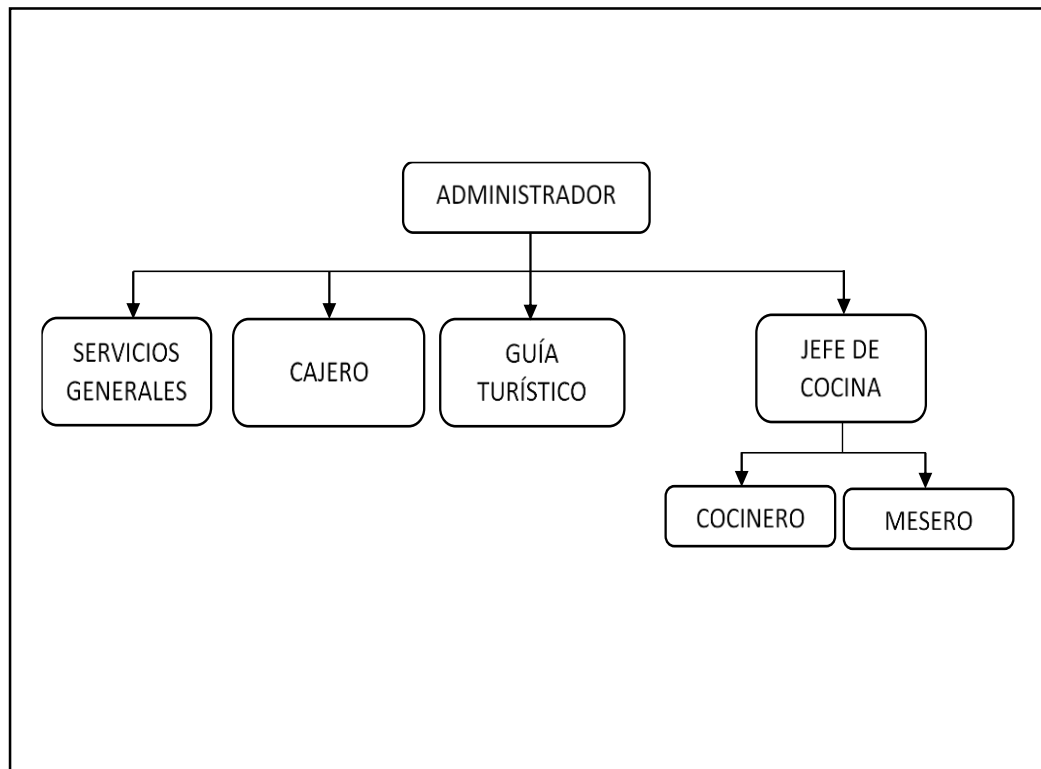 ADMINISTRADOR
SERVICIOS
GENERALES
CAJERO
GUÍA
TURÍSTICO
JEFE DE
COCINA
COCINERO
MESERO